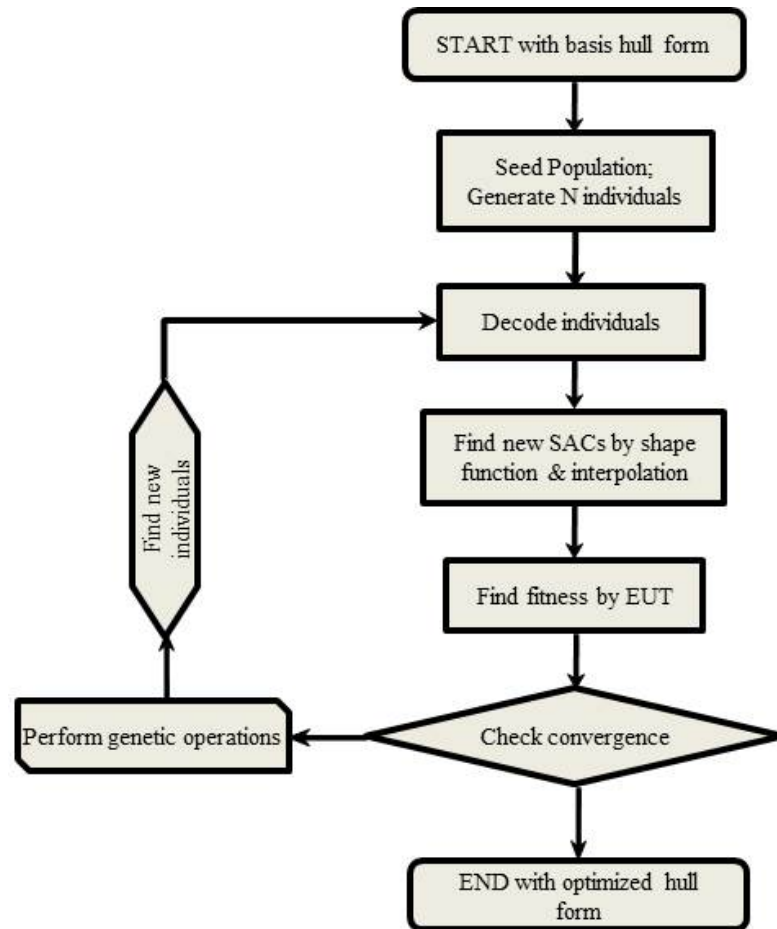 START with basis hull form
Seed Population;
Generate N individuals
Decode individuals
Find new SACs by shape
function & interpolation
Find fitness by EUT
Check convergence
Perform genetic operations
Find new
individuals
END with optimized hull
form